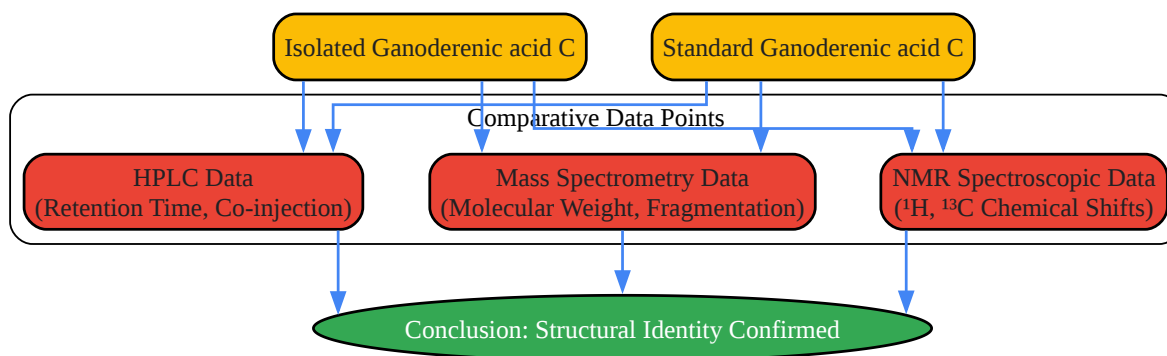 Isolated Ganoderenic acid C
Standard Ganoderenic acid C
Comparative Data Points
HPLC Data
(Retention Time, Co-injection)
Mass Spectrometry Data
(Molecular Weight, Fragmentation)
NMR Spectroscopic Data
(¹H, ¹³C Chemical Shifts)
Conclusion: Structural Identity Confirmed